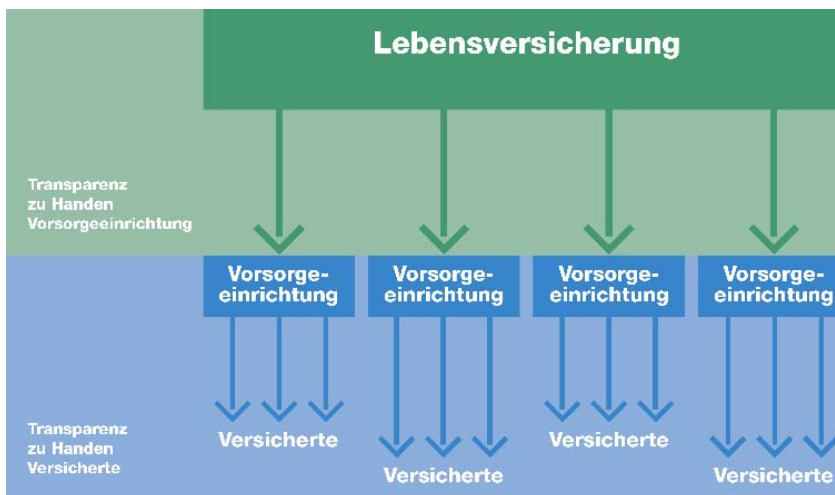 Lebensversicherung
Transparenz
zu Handen
Vorsorgeeinrichtung
Vorsorge-
einrichtung
Vorsorge-
einrichtung
Vorsorge-
einrichtung
Vorsorge-
einrichtung
Transparenz
zu Handen
Versicherte
Versicherte
Versicherte
Versicherte
Versicherte